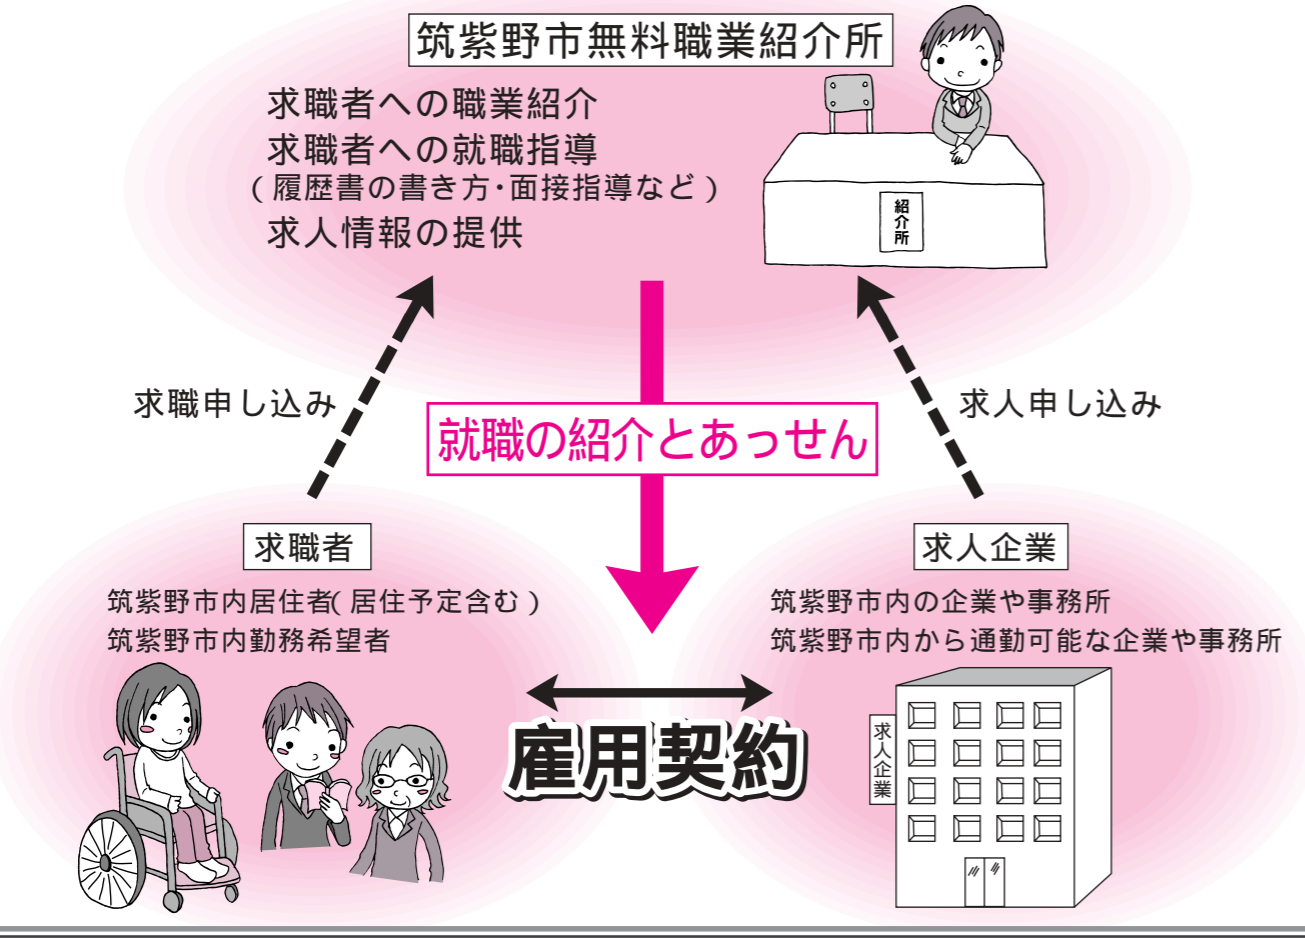 筑紫野市無料職業紹介所
求職者への職業紹介
求職者への就職指導
(履歴書の書き方・面接指導など)
求人情報の提供
紹介所
求職申し込み
求人申し込み
就職の紹介とあっせん
求職者
筑紫野市内居住者(居住予定含む)
筑紫野市内勤務希望者
求人企業
筑紫野市内の企業や事務所
筑紫野市内から通勤可能な企業や事務所
求人企業
雇用契約